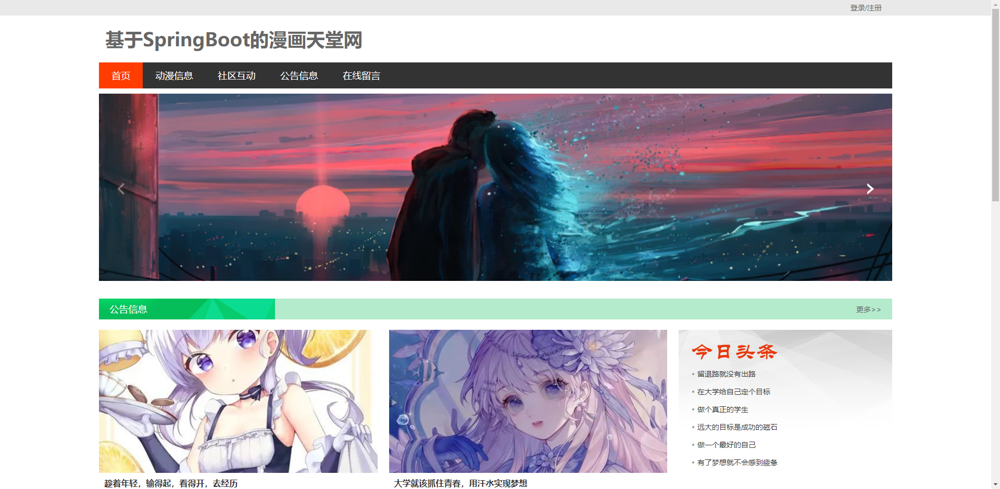 登录/注册
基于SpringBoot的漫画天堂网
首页 动漫信息 社区互动 公告信息 在线留言
公告信息 更多>>
今日头条
留退路就没有出路
在大学给自己定个目标
做个真正的学生
远大的目标是成功的磁石
做一个最好的自己
有了梦想就不会感到疲惫
趁着年轻，输得起，看得开，去经历
大学就该抓住青春，用汗水实现梦想